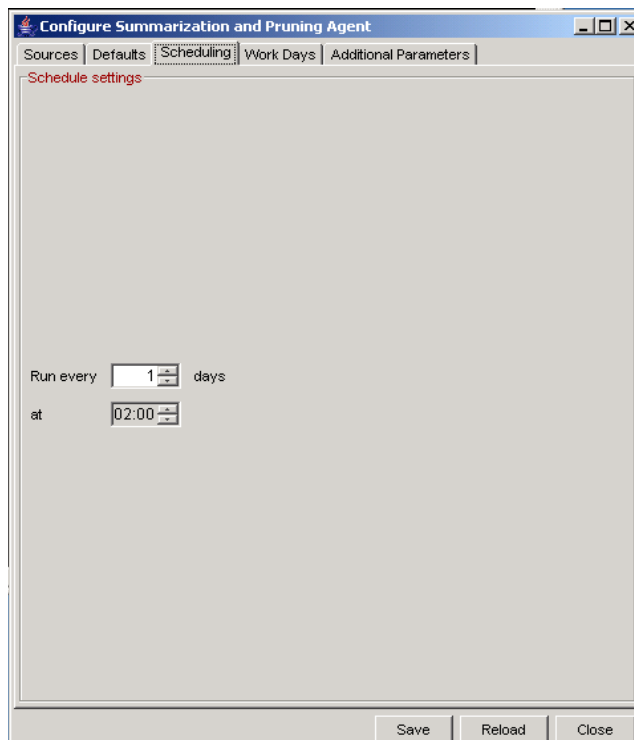 Configure Summarization and Pruning Agent
Sources Defaults Scheduling Work Days Additional Parameters
Schedule settings
Run every 1 days
at 02:00
Save Reload Close